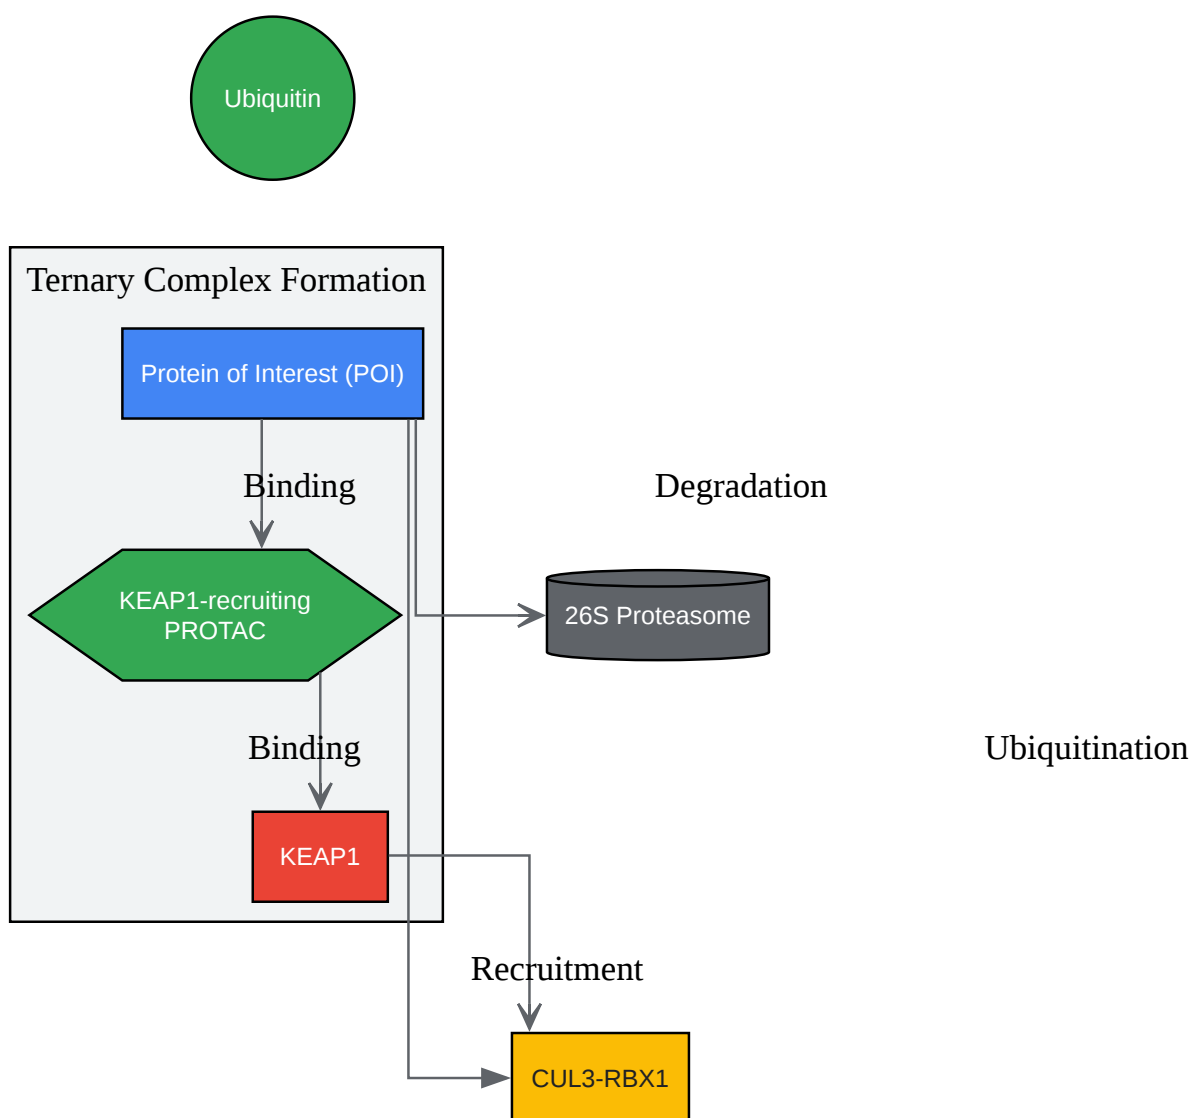 Ubiquitin
Ternary Complex Formation
Protein of Interest (POI)
Binding
Degradation
KEAP1-recruiting
PROTAC
26S Proteasome
Binding
Ubiquitination
KEAP1
Recruitment
CUL3-RBX1